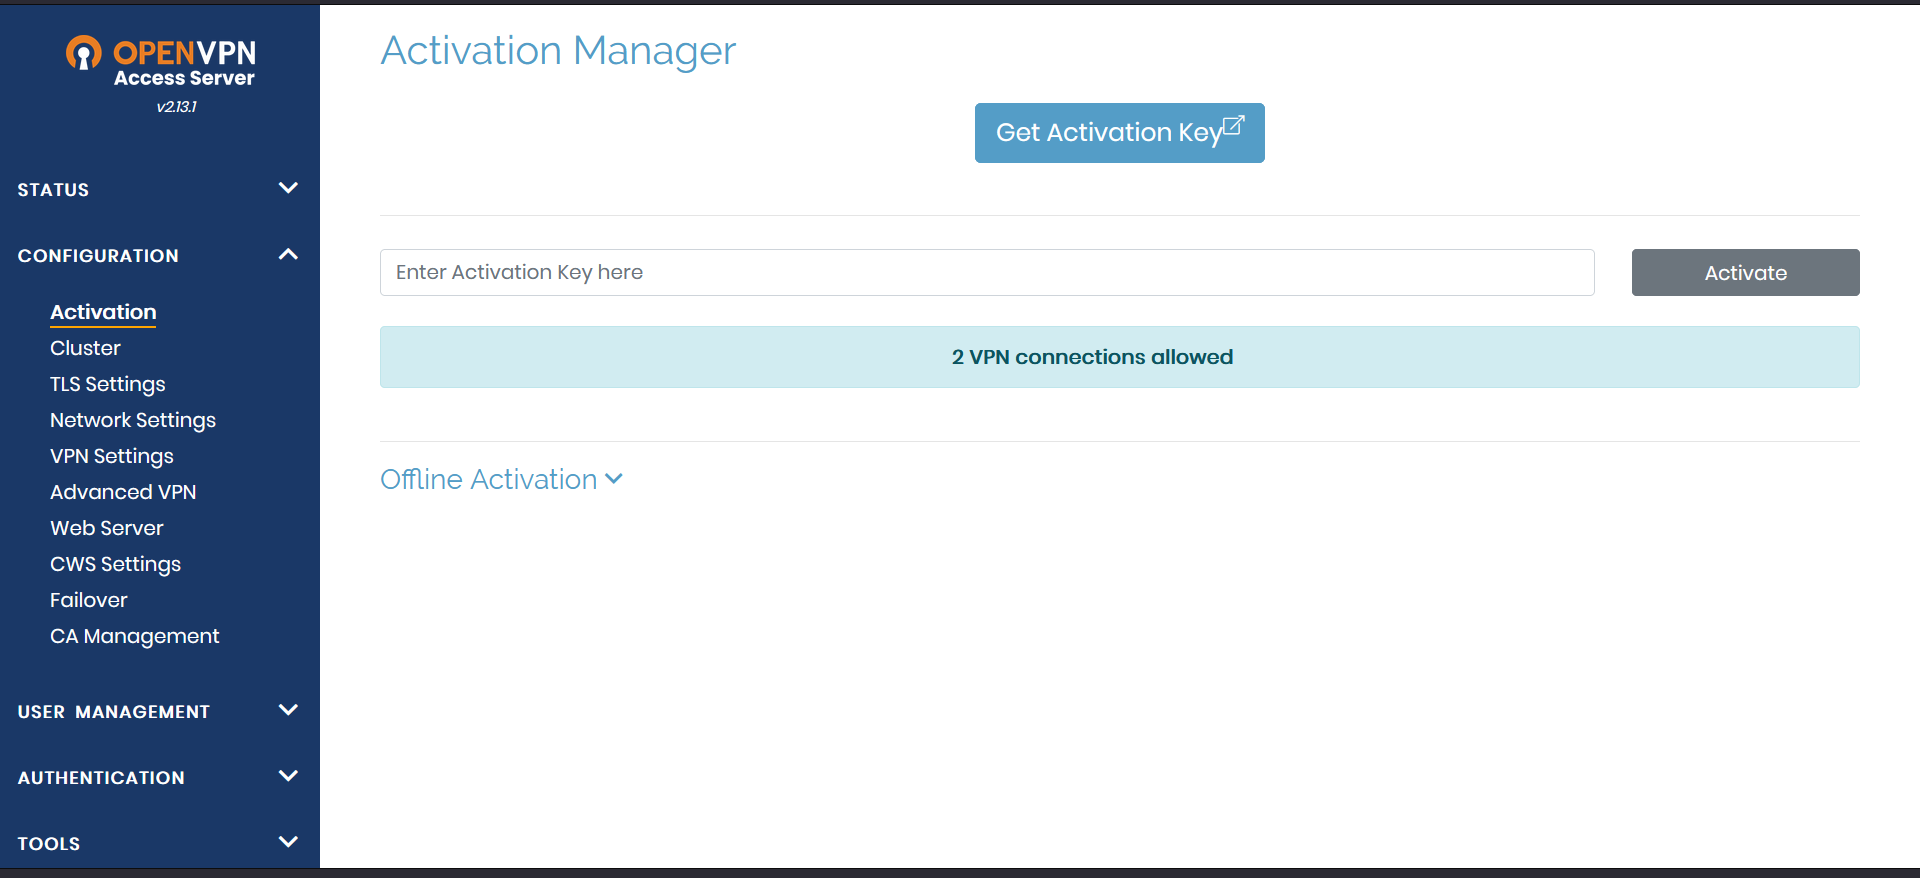 OPENVPN
Access Server
v2.13.1
STATUS
CONFIGURATION
Activation
Cluster
TLS Settings
Network Settings
VPN Settings
Advanced VPN
Web Server
CWS Settings
Failover
CA Management
USER MANAGEMENT
AUTHENTICATION
TOOLS
Activation Manager
Get Activation Key
Enter Activation Key here
Activate
2 VPN connections allowed
Offline Activation